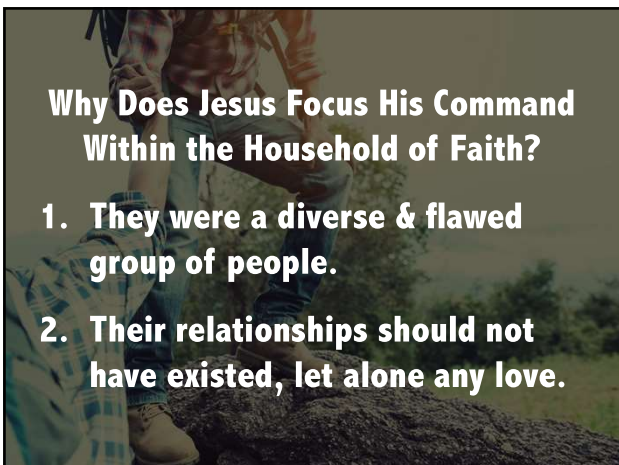 Why Does Jesus Focus His Command
Within the Household of Faith?
1. They were a diverse & flawed
group of people.
2. Their relationships should not
have existed, let alone any love.